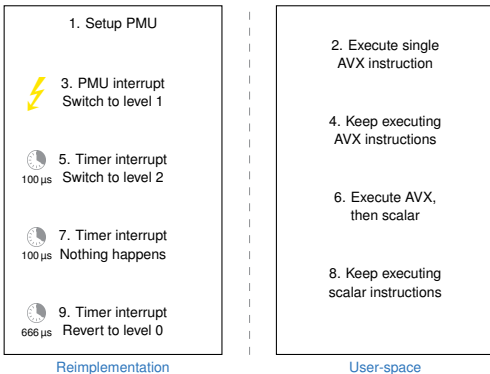 1. Setup PMU
2. Execute single
AVX instruction
3. PMU interrupt
Switch to level 1
4. Keep executing
AVX instructions
5. Timer interrupt
100 µs Switch to level 2
6. Execute AVX,
then scalar
7. Timer interrupt
100 µs Nothing happens
8. Keep executing
scalar instructions
9. Timer interrupt
666 µs Revert to level 0
Reimplementation
User-space